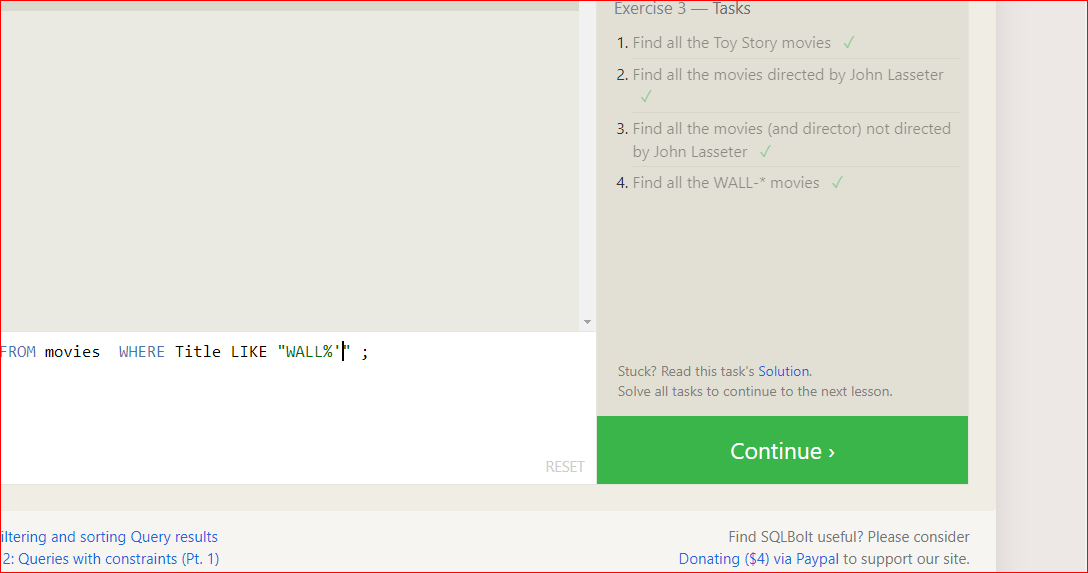 Exercise 3 — Tasks
1. Find all the Toy Story movies ✓
2. Find all the movies directed by John Lasseter
✓
3. Find all the movies (and director) not directed
by John Lasseter ✓
4. Find all the WALL-* movies ✓
FROM movies  WHERE Title LIKE "WALL%'" ;
Stuck? Read this task's Solution.
Solve all tasks to continue to the next lesson.
RESET
Continue ›
iltering and sorting Query results
2: Queries with constraints (Pt. 1)
Find SQLBolt useful? Please consider
Donating ($4) via Paypal to support our site.